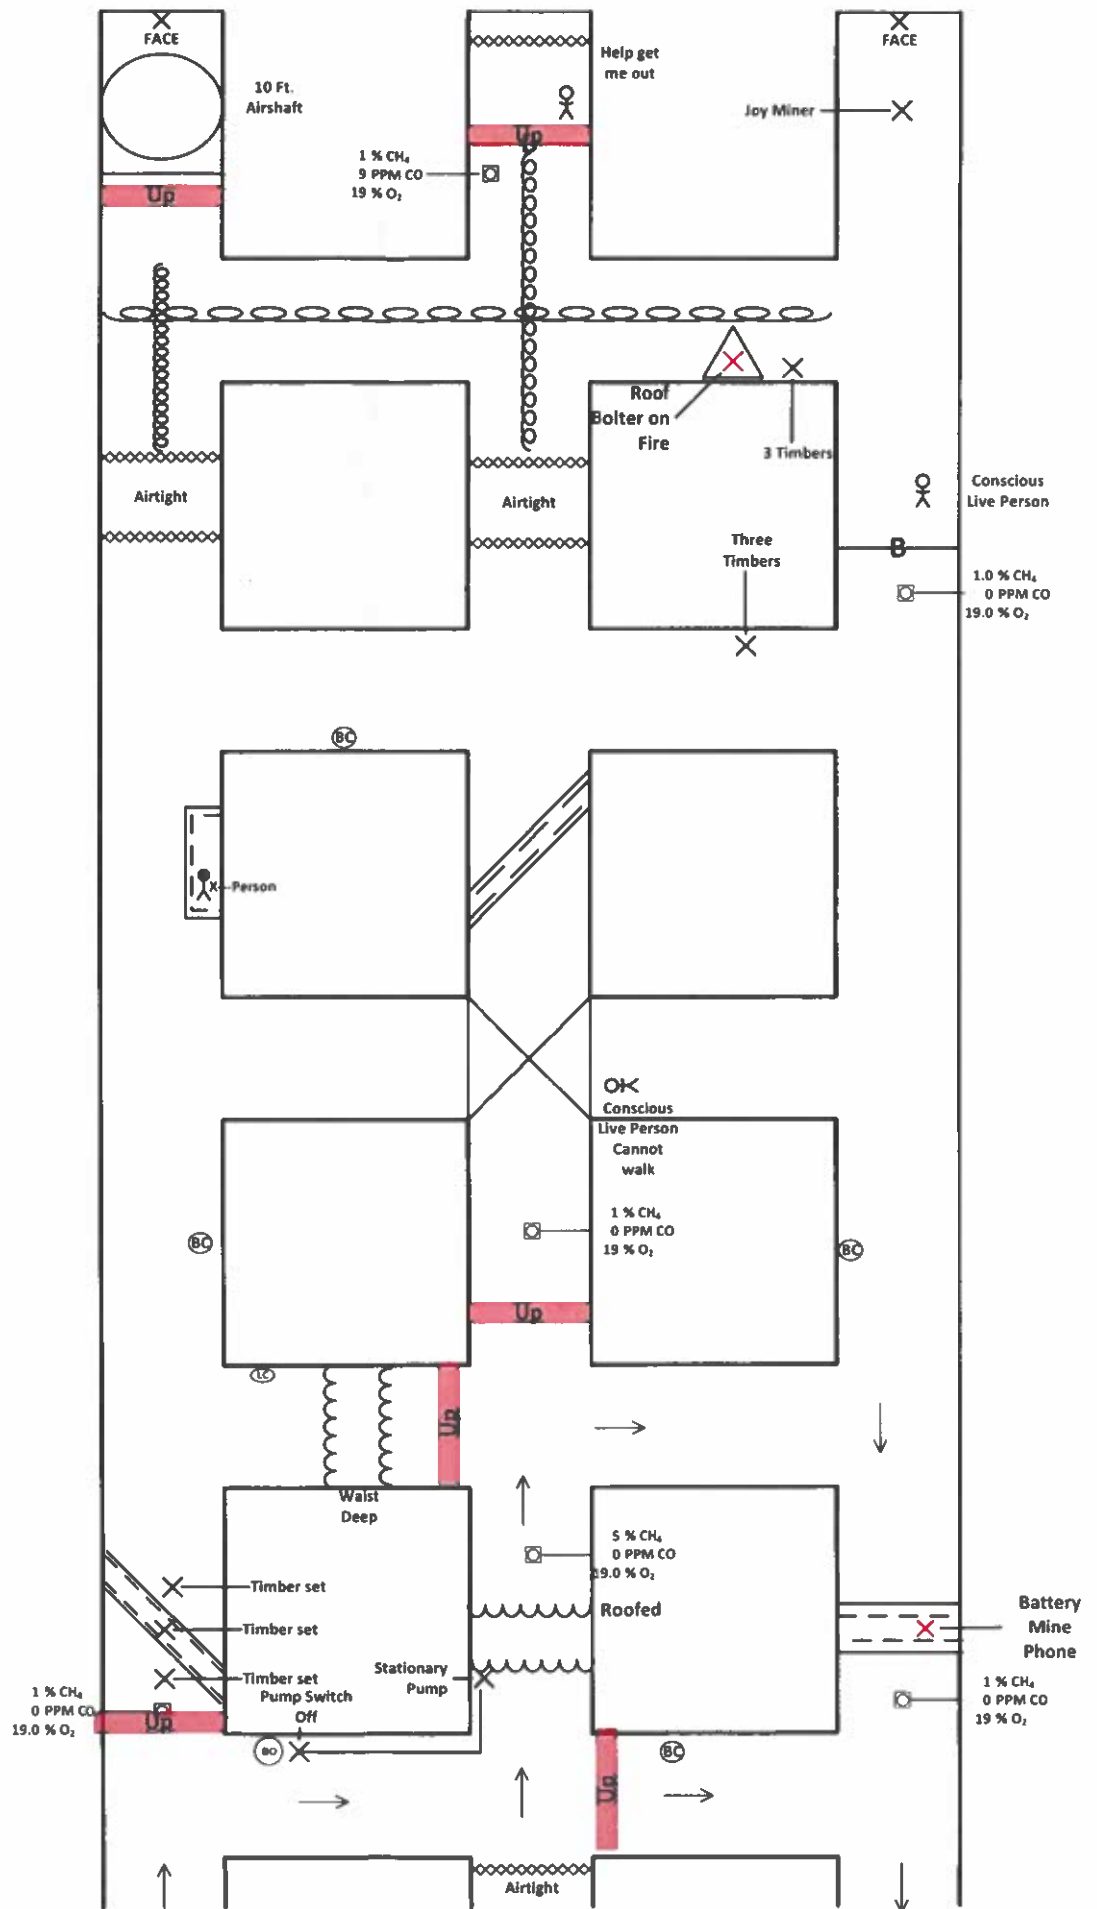 FACE
FACE
Help get
me out
10 Ft.
Airshaft
Joy Miner
Up
1 % CH₄
9 PPM CO
19 % O₂
Up
Roof
Bolter on
Fire
3 Timbers
Airtight
Airtight
Conscious
Live Person
Three
Timbers
B
1.0 % CH₄
0 PPM CO
19.0 % O₂
BC
Person
Conscious
Live Person
Cannot
walk
1 % CH₄
0 PPM CO
19 % O₂
BC
BC
Up
LC
Up
Waist
Deep
5 % CH₄
0 PPM CO
19.0 % O₂
Timber set
Roofed
Timber set
Battery
Mine
Phone
Stationary
Pump
Timber set
Pump Switch
Off
1 % CH₄
0 PPM CO
19.0 % O₂
Up
1 % CH₄
0 PPM CO
19 % O₂
BO
BC
Up
Airtight